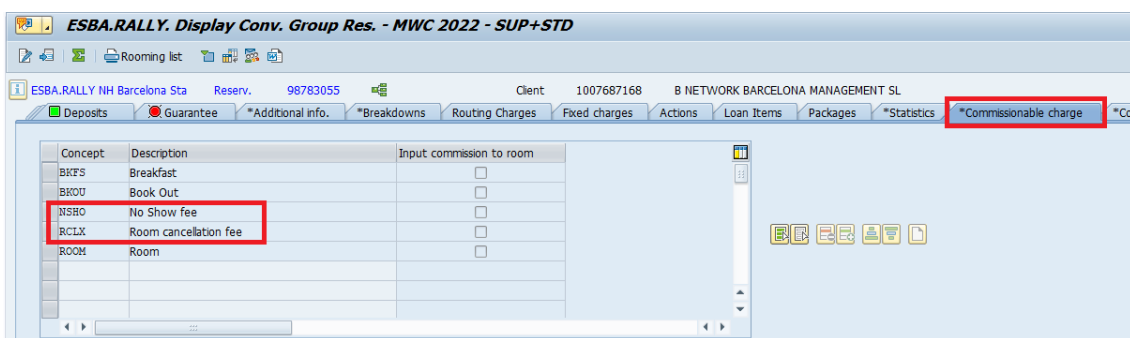 ESBA.RALLY. Display Conv. Group Res. - MWC 2022 - SUP+STD
Rooming list
ESBA.RALLY NH Barcelona Sta Reserv. 98783055 Client 1007687168 B NETWORK BARCELONA MANAGEMENT SL
Deposits Guarantee *Additional info. *Breakdowns Routing Charges Fixed charges Actions Loan Items Packages *Statistics *Commissionable charge *Co
Concept Description Input commission to room
BKFS Breakfast
BKOU Book Out
NSHO No Show fee
RCLX Room cancellation fee
ROOM Room